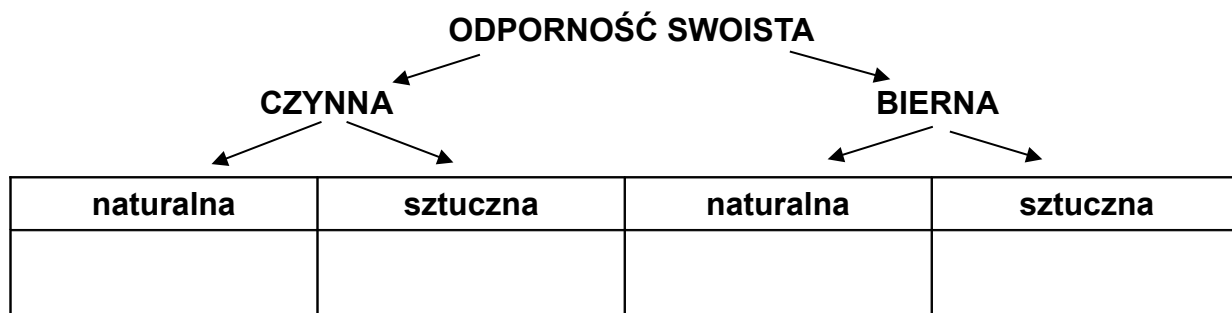 ODPORNOŚĆ SWOISTA
CZYNNA BIERNA
naturalna sztuczna naturalna sztuczna